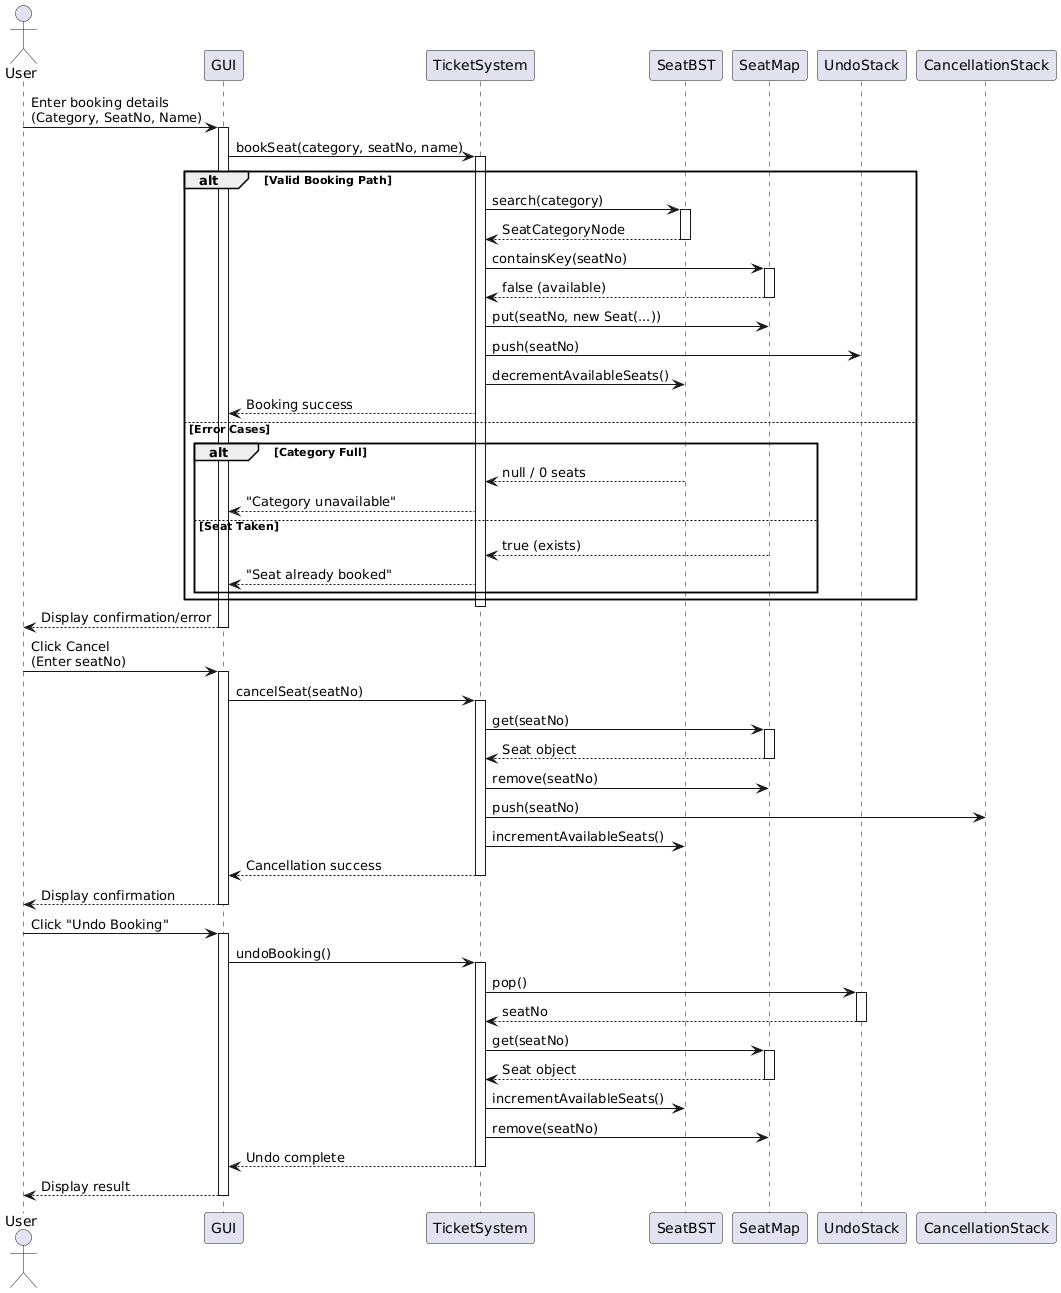 User
GUI
TicketSystem
SeatBST
SeatMap
UndoStack
CancellationStack
Enter booking details
(Category, SeatNo, Name)
bookSeat(category, seatNo, name)
alt
[Valid Booking Path]
search(category)
SeatCategoryNode
containsKey(seatNo)
false (available)
put(seatNo, new Seat(...))
push(seatNo)
decrementAvailableSeats()
Booking success
[Error Cases]
alt
[Category Full]
null / 0 seats
"Category unavailable"
[Seat Taken]
true (exists)
"Seat already booked"
Display confirmation/error
Click Cancel
(Enter seatNo)
cancelSeat(seatNo)
get(seatNo)
Seat object
remove(seatNo)
push(seatNo)
incrementAvailableSeats()
Cancellation success
Display confirmation
Click "Undo Booking"
undoBooking()
pop()
seatNo
get(seatNo)
Seat object
incrementAvailableSeats()
remove(seatNo)
Undo complete
Display result
User
GUI
TicketSystem
SeatBST
SeatMap
UndoStack
CancellationStack